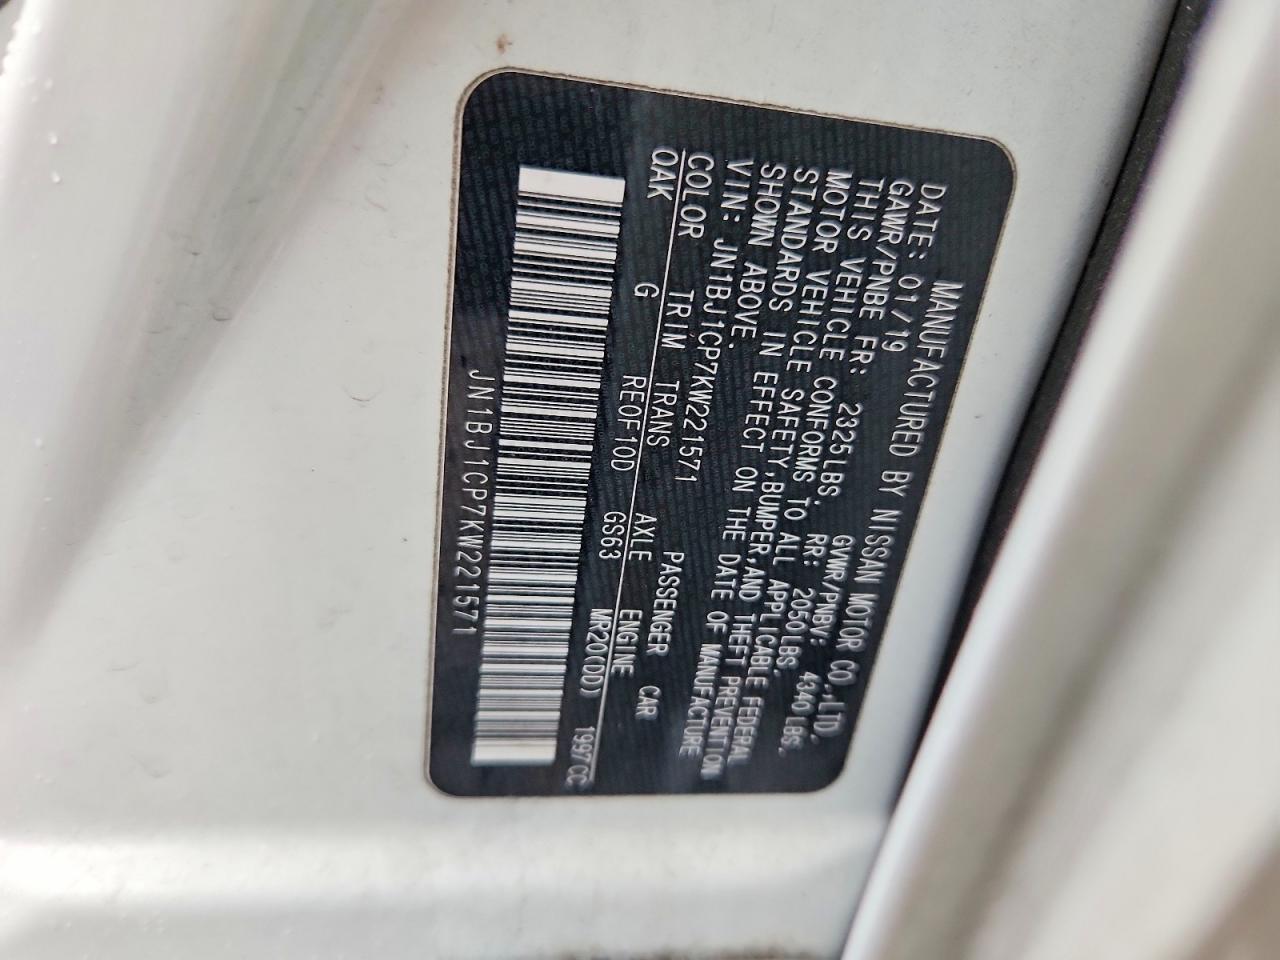 MANUFACTURED BY NISSAN MOTOR CO.,LTD.
DATE: 01/19 GVWR/PNBV: 4340 LBS.
GAWR/PNBE FR: 2325LBS. RR: 2050LBS.
THIS VEHICLE CONFORMS TO ALL APPLICABLE FEDERAL
MOTOR VEHICLE SAFETY,BUMPER,AND THEFT PREVENTION
STANDARDS IN EFFECT ON THE DATE OF MANUFACTURE
SHOWN ABOVE.
VIN: JN1BJ1CP7KW221571 PASSENGER CAR
COLOR TRIM TRANS AXLE ENGINE
QAK G RE0F10D GS63 MR20(DD) 1997CC
JN1BJ1CP7KW221571